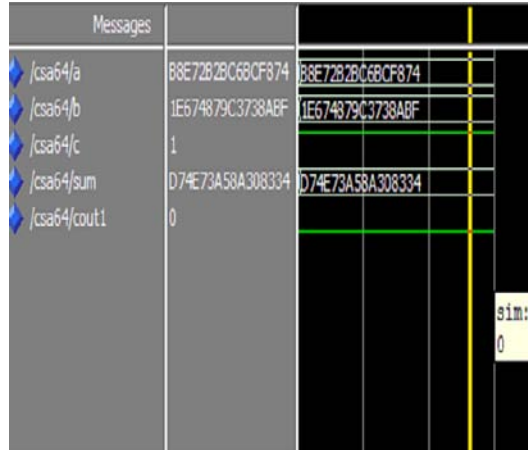 Messages
/csa64/a B8E72B2BC6BCF874 B8E72B2BC6BCF874
/csa64/b 1E674879C3738ABF 1E674879C3738ABF
/csa64/c 1
/csa64/sum D74E73A58A308334 D74E73A58A308334
/csa64/cout1 0
sim:
0